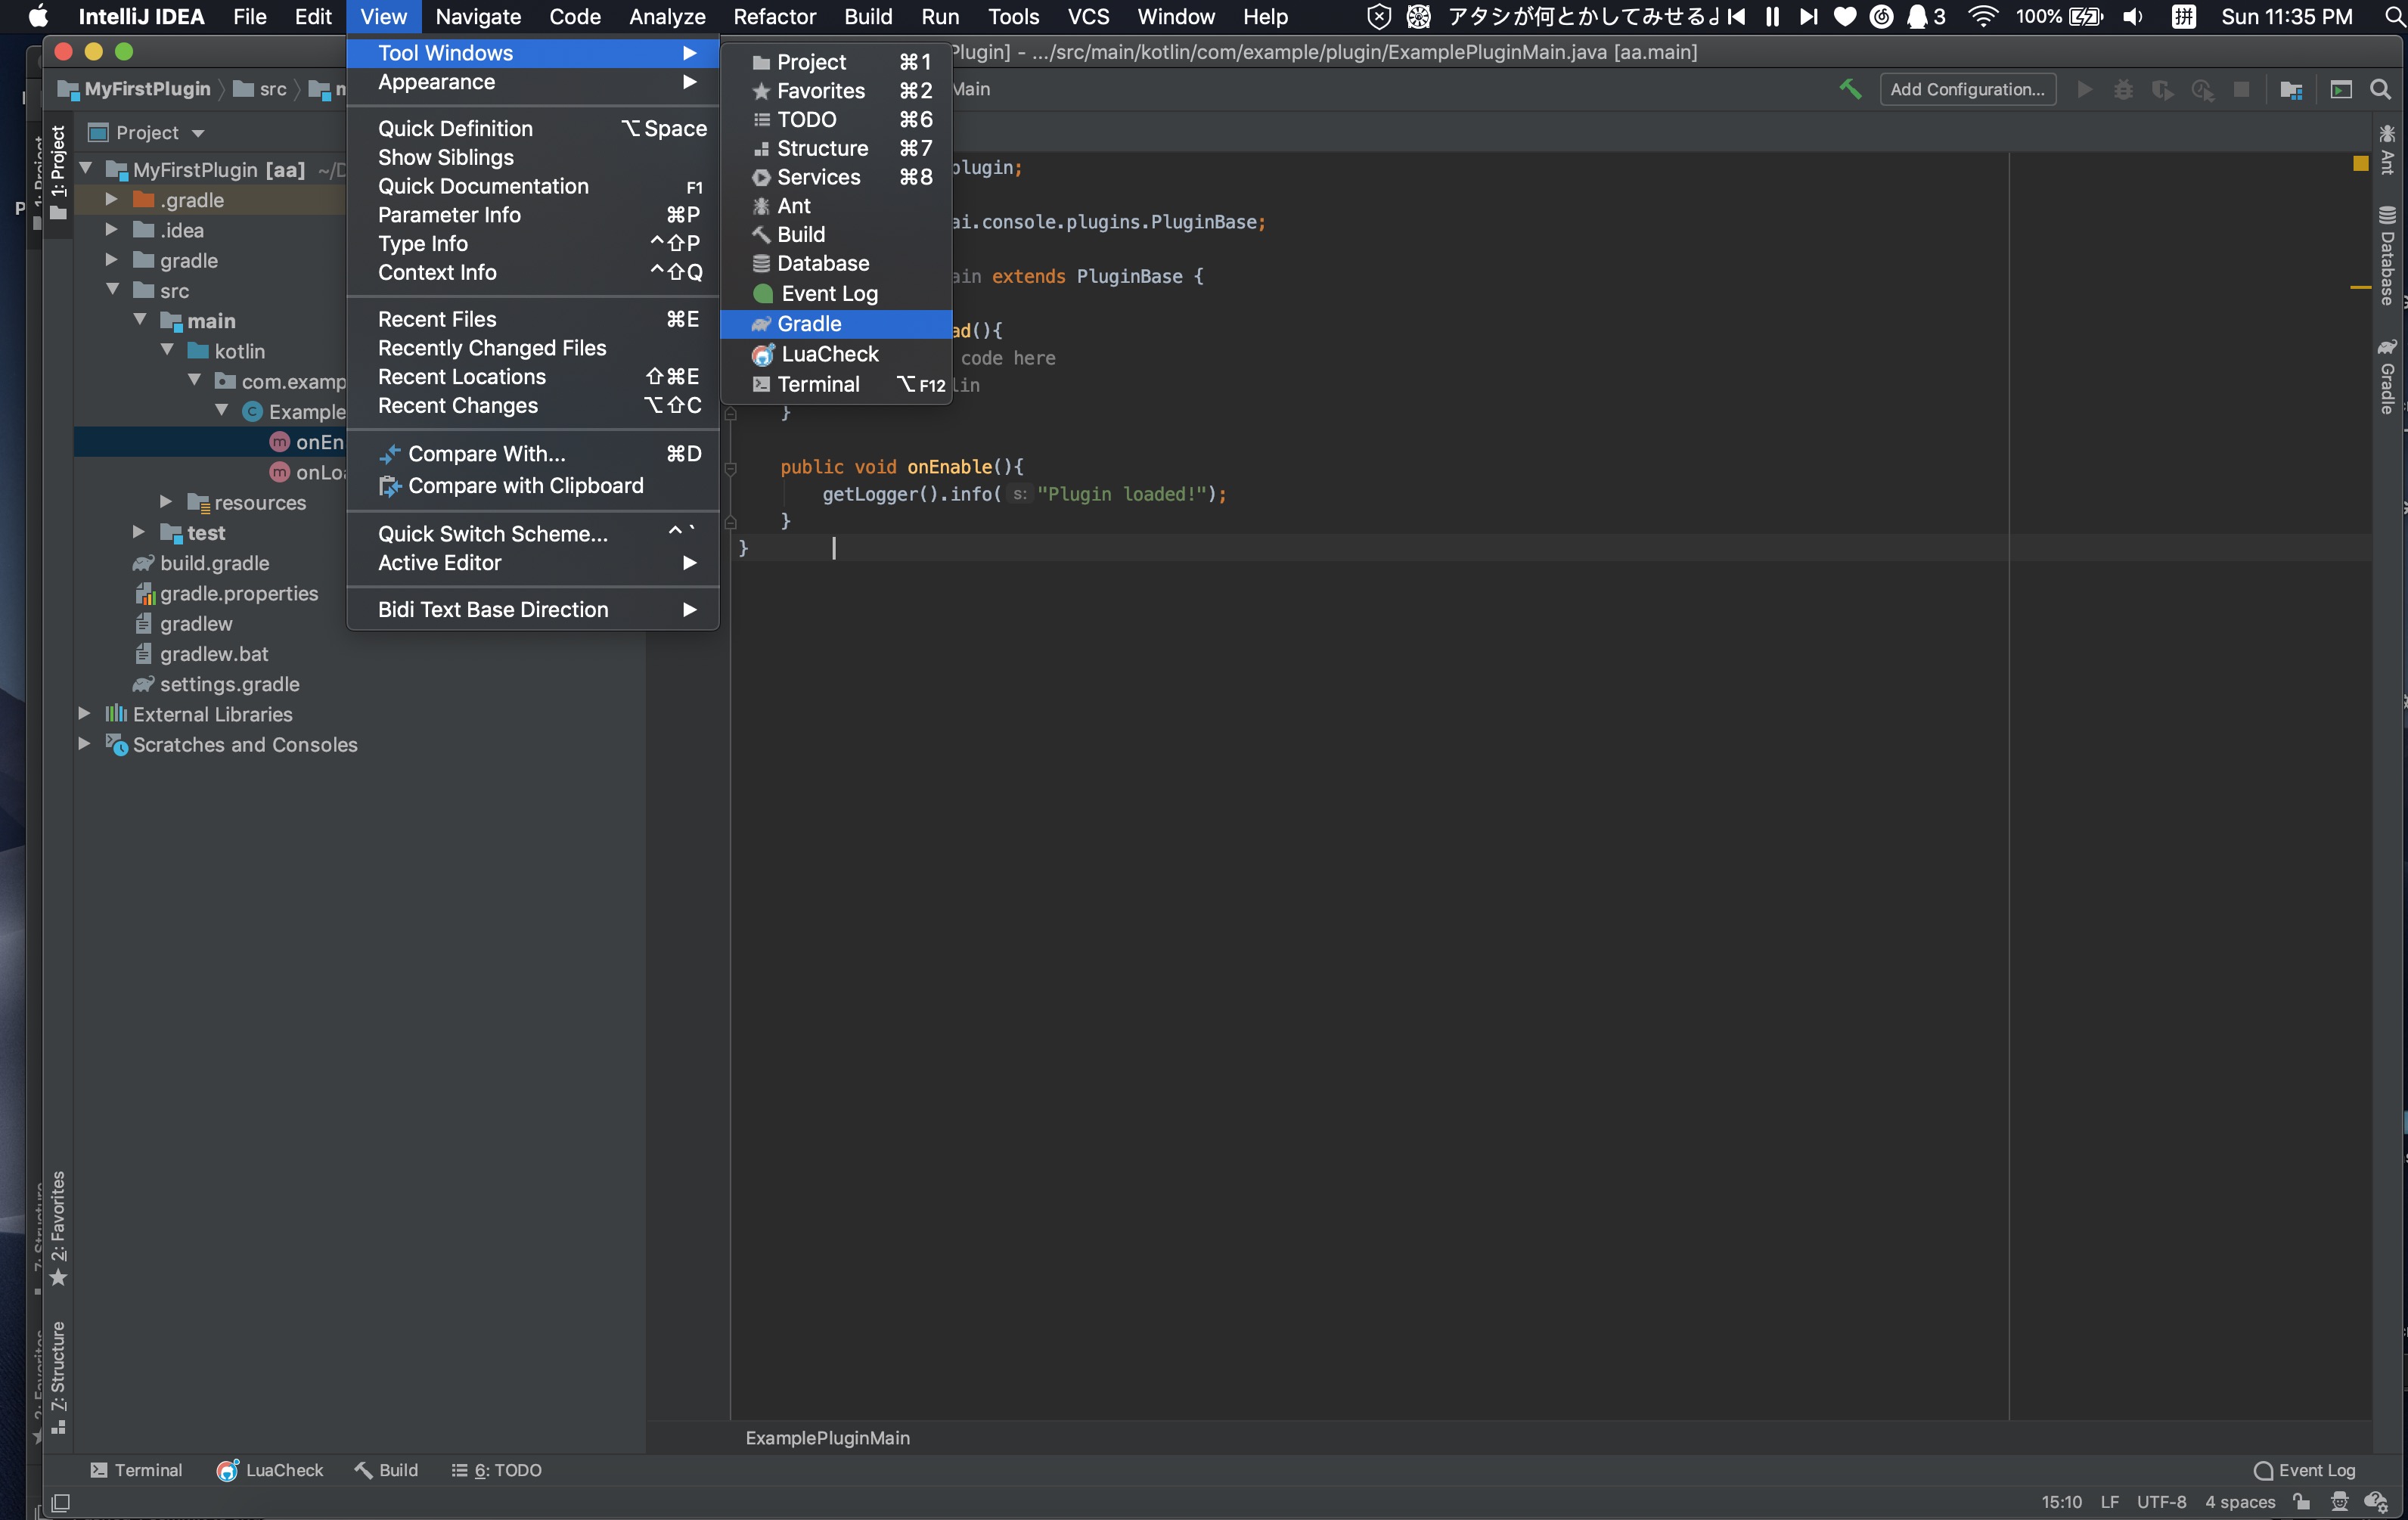 IntelliJ IDEA File Edit View Navigate Code Analyze Refactor Build Run Tools VCS Window Help アタシが何とかしてみせる♩ 3 100% 拼 Sun 11:35 PM
Plugin] - .../src/main/kotlin/com/example/plugin/ExamplePluginMain.java [aa.main]
MyFirstPlugin src Main Add Configuration...
1: Project
Project
MyFirstPlugin [aa] ~/D
.gradle
.idea
gradle
src
main
kotlin
com.examp
Example
onEn
onLoa
resources
test
build.gradle
gradle.properties
gradlew
gradlew.bat
settings.gradle
External Libraries
Scratches and Consoles
Tool Windows
Appearance
Quick Definition ⌥Space
Show Siblings
Quick Documentation F1
Parameter Info ⌘P
Type Info ^⇧P
Context Info ^⇧Q
Recent Files ⌘E
Recently Changed Files
Recent Locations ⇧⌘E
Recent Changes ⌥⇧C
Compare With... ⌘D
Compare with Clipboard
Quick Switch Scheme... ^`
Active Editor
Bidi Text Base Direction
Project ⌘1
Favorites ⌘2
TODO ⌘6
Structure ⌘7
Services ⌘8
Ant
Build
Database
Event Log
Gradle
LuaCheck
Terminal ⌥F12
plugin;
ai.console.plugins.PluginBase;
ain extends PluginBase {
ad(){
code here
lin
}
public void onEnable(){
getLogger().info( s: "Plugin loaded!");
}
}
Ant
Database
Gradle
2: Favorites
7: Structure
ExamplePluginMain
Terminal LuaCheck Build 6: TODO Event Log
15:10 LF UTF-8 4 spaces